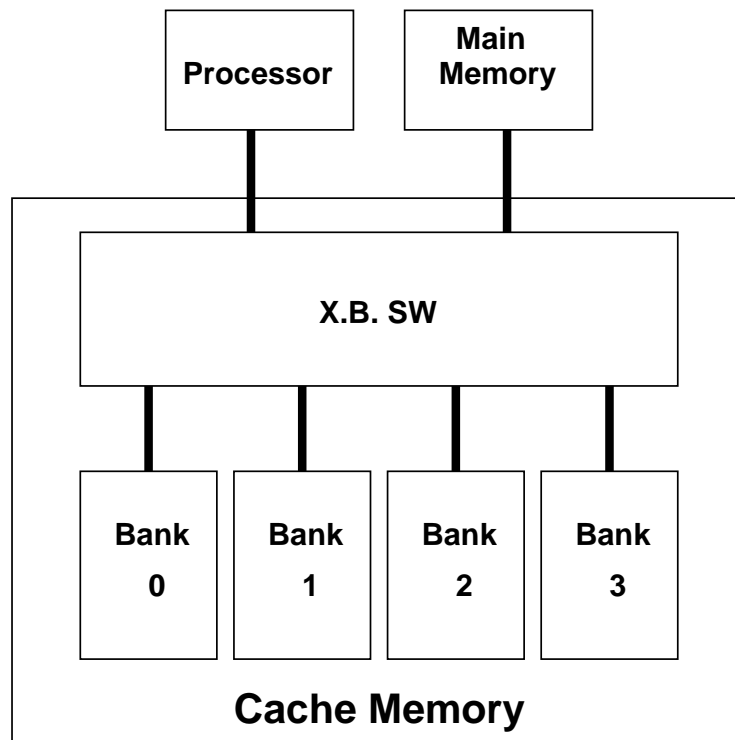 Processor
Main
Memory
X.B. SW
Bank
0
Bank
1
Bank
2
Bank
3
Cache Memory